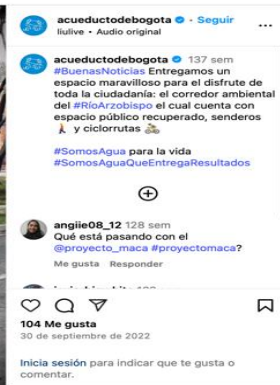 acueductodebogota • Seguir
liulive • Audio original
acueductodebogota 137 sem
#BuenasNoticias Entregamos un
espacio maravilloso para el disfrute de
toda la ciudadanía: el corredor ambiental
del #RíoArzobispo el cual cuenta con
espacio público recuperado, senderos
🚶 y ciclorrutas 🚴
#SomosAgua para la vida
#SomosAguaQueEntregaResultados
angiie08_12 128 sem
Qué está pasando con el
@proyecto_maca #proyectomaca?
Me gusta Responder
104 Me gusta
30 de septiembre de 2022
Inicia sesión para indicar que te gusta o
comentar.